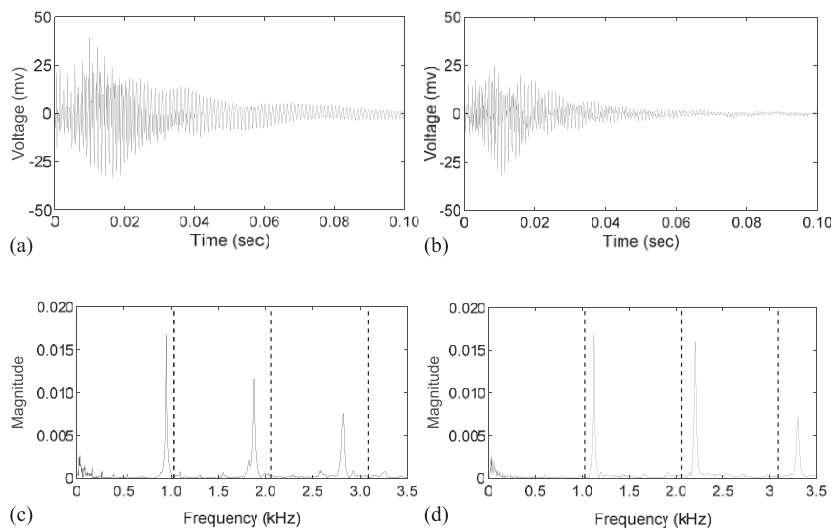 50
25
0
-25
-50
Voltage (mv)
0 0.02 0.04 0.06 0.08 0.10
Time (sec)
(a)
50
25
0
-25
-50
Voltage (mv)
0 0.02 0.04 0.06 0.08 0.10
Time (sec)
(b)
0.020
0.015
0.010
0.005
0
Magnitude
0 0.5 1.0 1.5 2.0 2.5 3.0 3.5
Frequency (kHz)
(c)
0.020
0.015
0.010
0.005
0
Magnitude
0 0.5 1 1.5 2 2.5 3 3.5
Frequency (kHz)
(d)